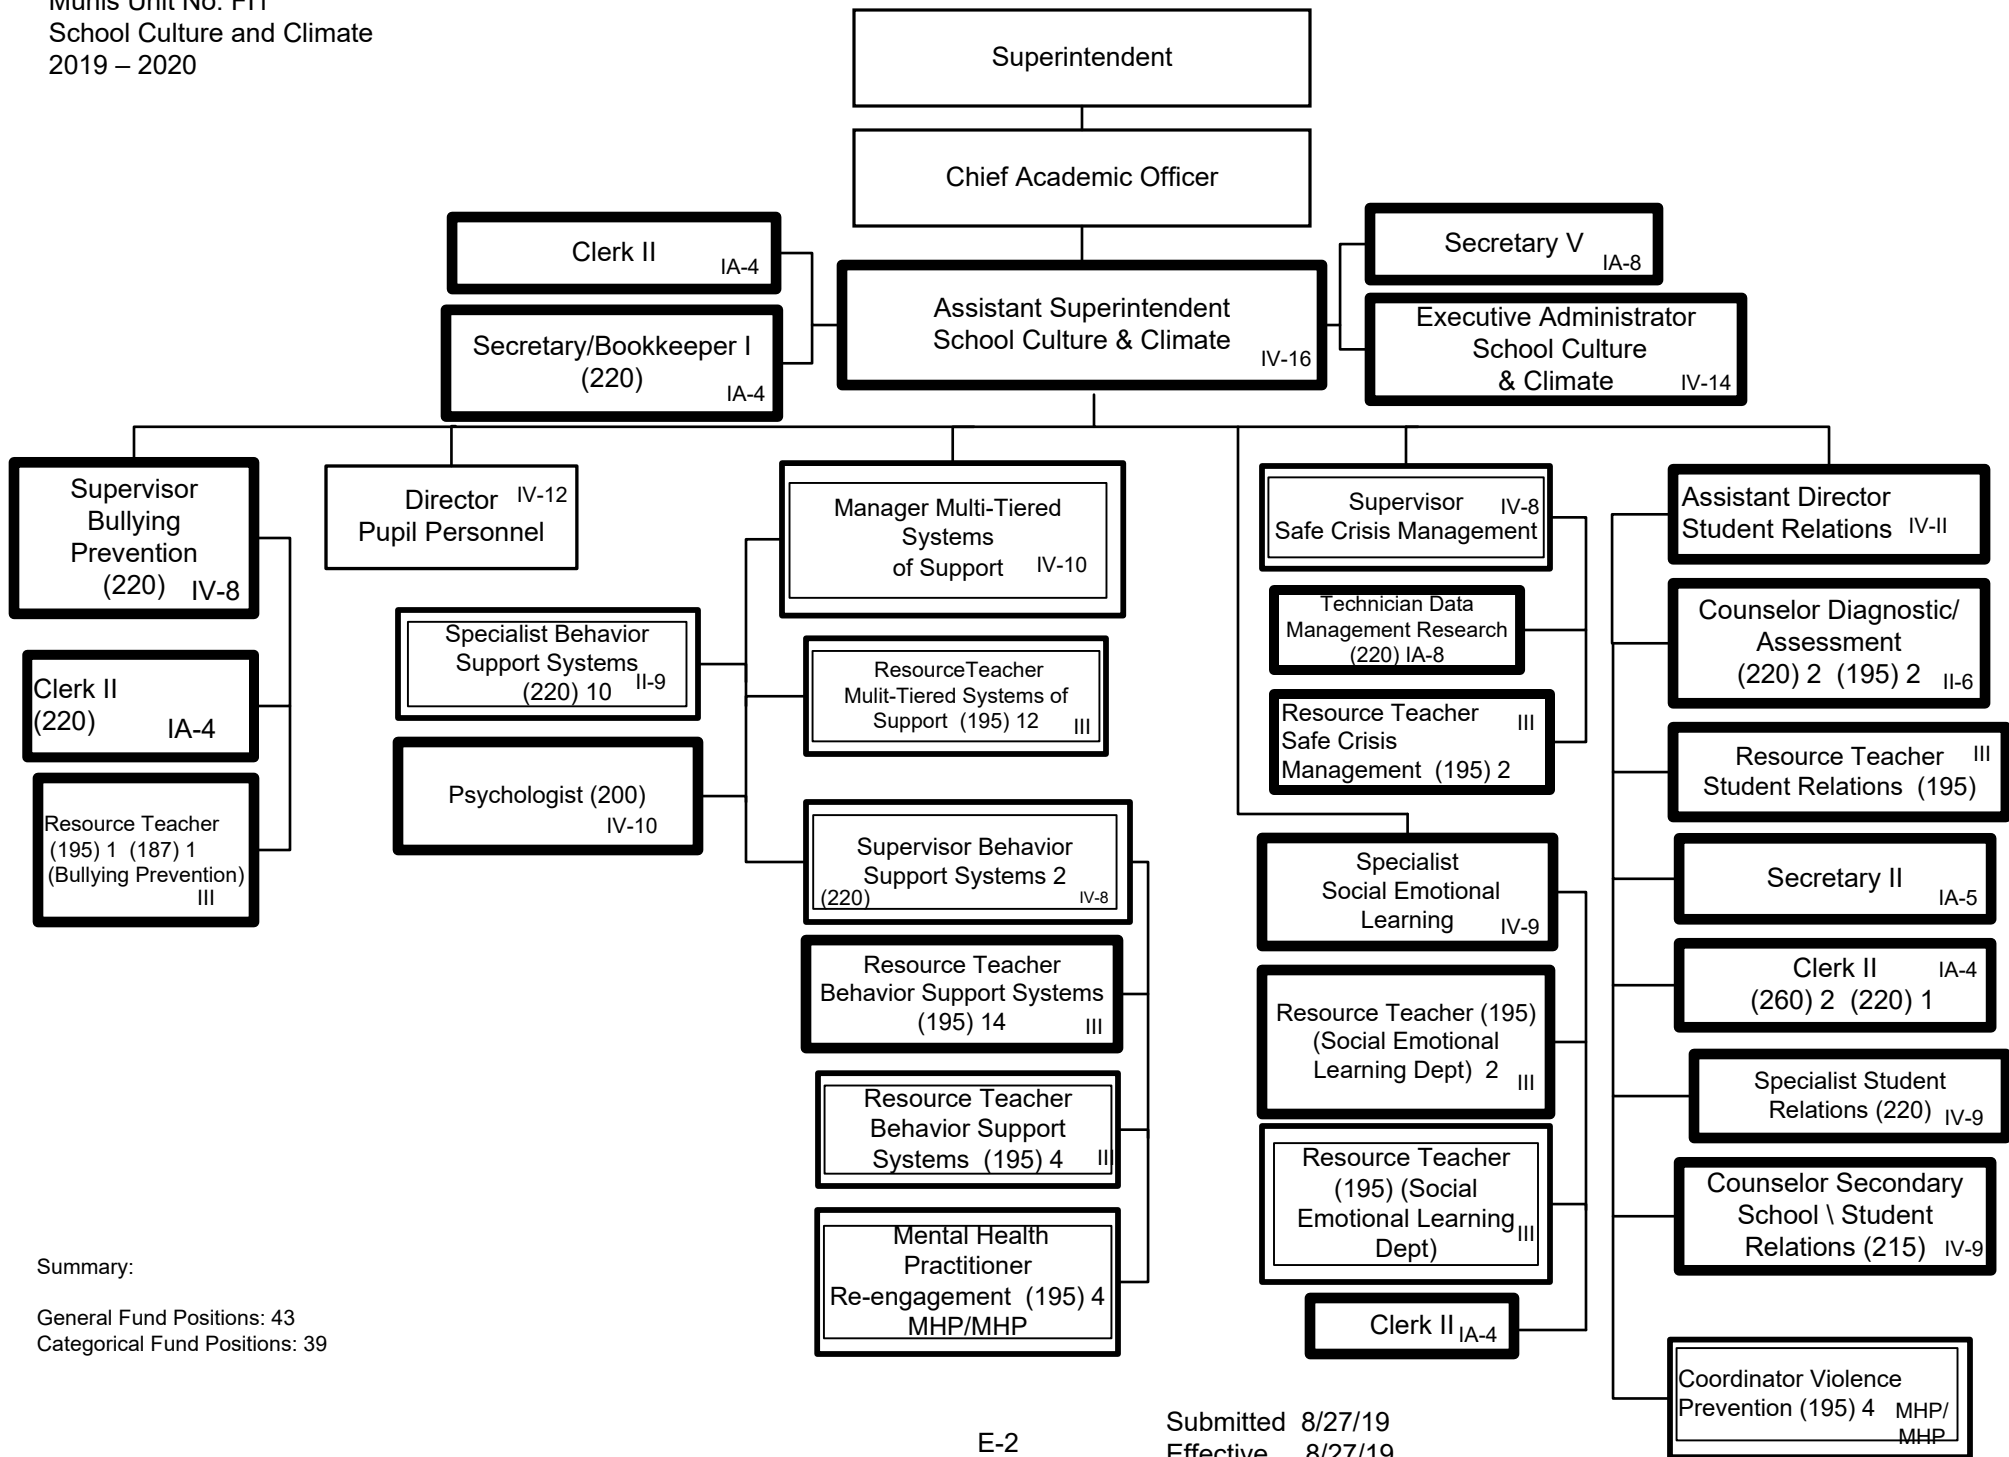 Munis Unit No. FI1
School Culture and Climate
2019 – 2020
Superintendent
Chief Academic Officer
Clerk II
IA-4
Secretary/Bookkeeper I
(220)
IA-4
Assistant Superintendent
School Culture & Climate
IV-16
Secretary V
IA-8
Executive Administrator
School Culture
& Climate IV-14
Supervisor
Bullying
Prevention
(220) IV-8
Clerk II
(220)
IA-4
Resource Teacher
(195) 1 (187) 1
(Bullying Prevention)
III
Director IV-12
Pupil Personnel
Manager Multi-Tiered
Systems
of Support IV-10
Specialist Behavior
Support Systems
(220) 10 II-9
Psychologist (200)
IV-10
ResourceTeacher
Mulit-Tiered Systems of
Support (195) 12 III
Supervisor Behavior
Support Systems 2
(220) IV-8
Resource Teacher
Behavior Support Systems
(195) 14 III
Resource Teacher
Behavior Support
Systems (195) 4 III
Mental Health
Practitioner
Re-engagement (195) 4
MHP/MHP
Supervisor IV-8
Safe Crisis Management
Technician Data
Management Research
(220) IA-8
Resource Teacher III
Safe Crisis
Management (195) 2
Specialist
Social Emotional
Learning IV-9
Resource Teacher (195)
(Social Emotional
Learning Dept) 2
III
Resource Teacher
(195) (Social
Emotional Learning
Dept) III
Clerk II IA-4
Assistant Director
Student Relations IV-II
Counselor Diagnostic/
Assessment
(220) 2 (195) 2 II-6
Resource Teacher III
Student Relations (195)
Secretary II
IA-5
Clerk II IA-4
(260) 2 (220) 1
Specialist Student
Relations (220) IV-9
Counselor Secondary
School \ Student
Relations (215) IV-9
Coordinator Violence
Prevention (195) 4 MHP/
MHP
Summary:
General Fund Positions: 43
Categorical Fund Positions: 39
E-2
Submitted 8/27/19
Effective 8/27/19